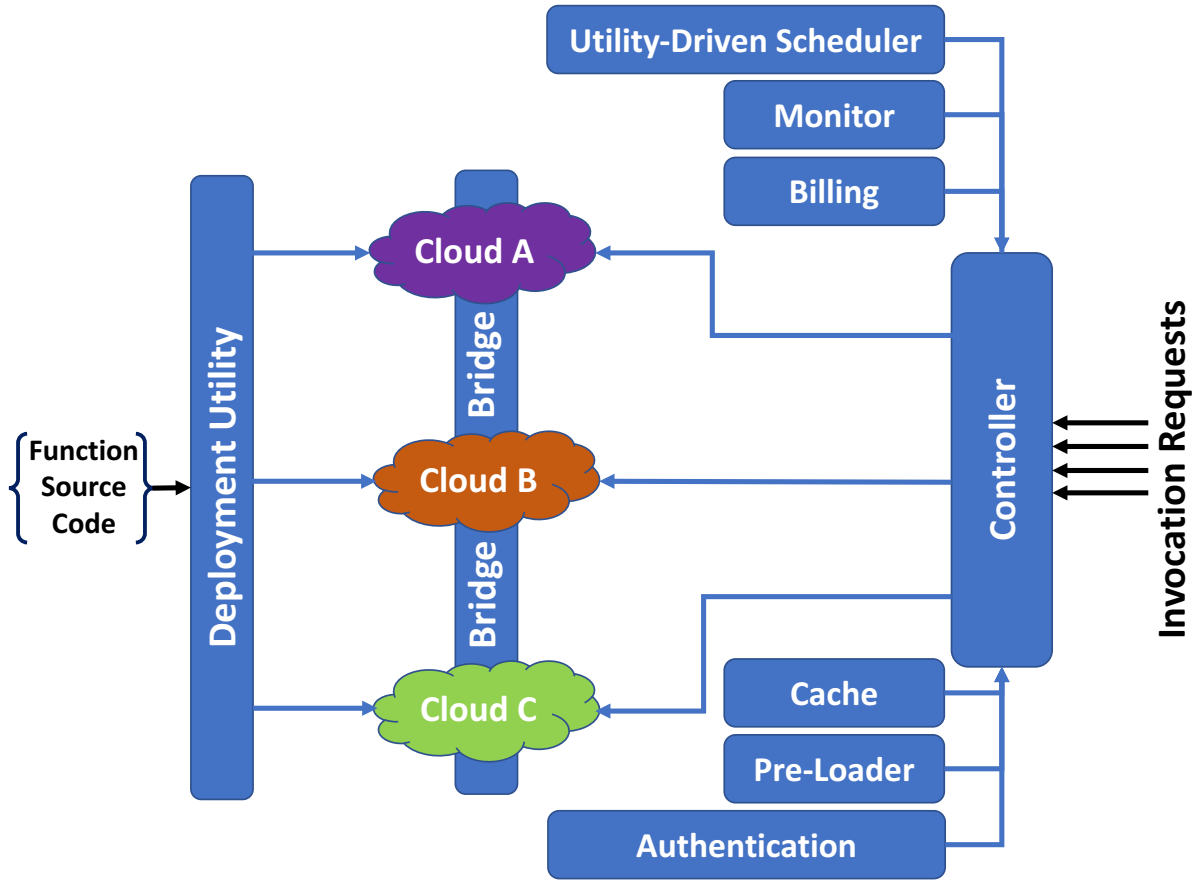 Utility-Driven Scheduler
Monitor
Billing
Cloud A
Bridge
Deployment Utility
Function
Source
Code
Cloud B
Bridge
Cloud C
Controller
Invocation Requests
Cache
Pre-Loader
Authentication